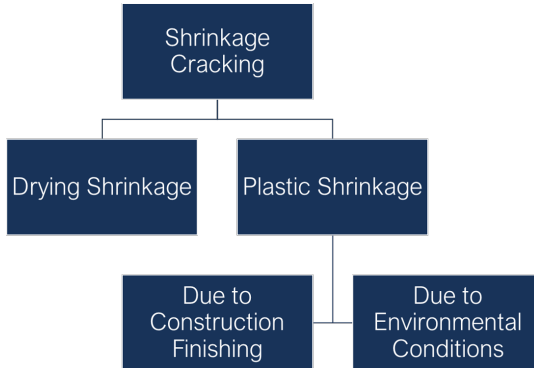 Shrinkage
Cracking
Drying Shrinkage
Plastic Shrinkage
Due to
Construction
Finishing
Due to
Environmental
Conditions